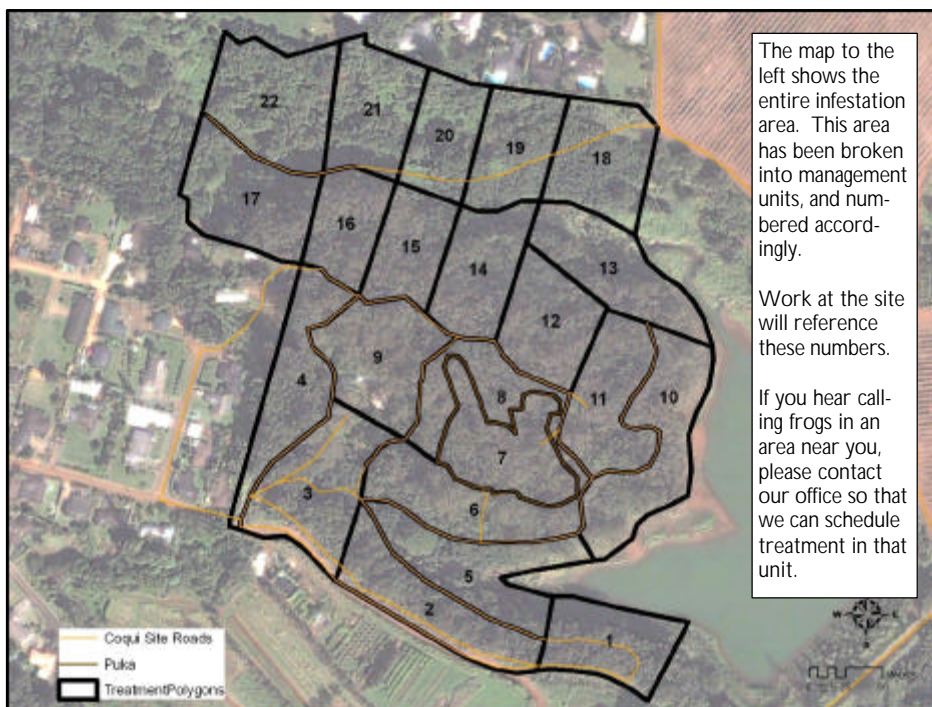 The map to the
left shows the
entire infestation
area. This area
has been broken
into management
units, and num-
bered accord-
ingly.
Work at the site
will reference
these numbers.
If you hear call-
ing frogs in an
area near you,
please contact
our office so that
we can schedule
treatment in that
unit.
22
21
20
19
18
17
16
15
14
13
12
4
9
8
11
10
7
3
6
5
2
1
Coqui Site Roads
Puka
TreatmentPolygons
W
E